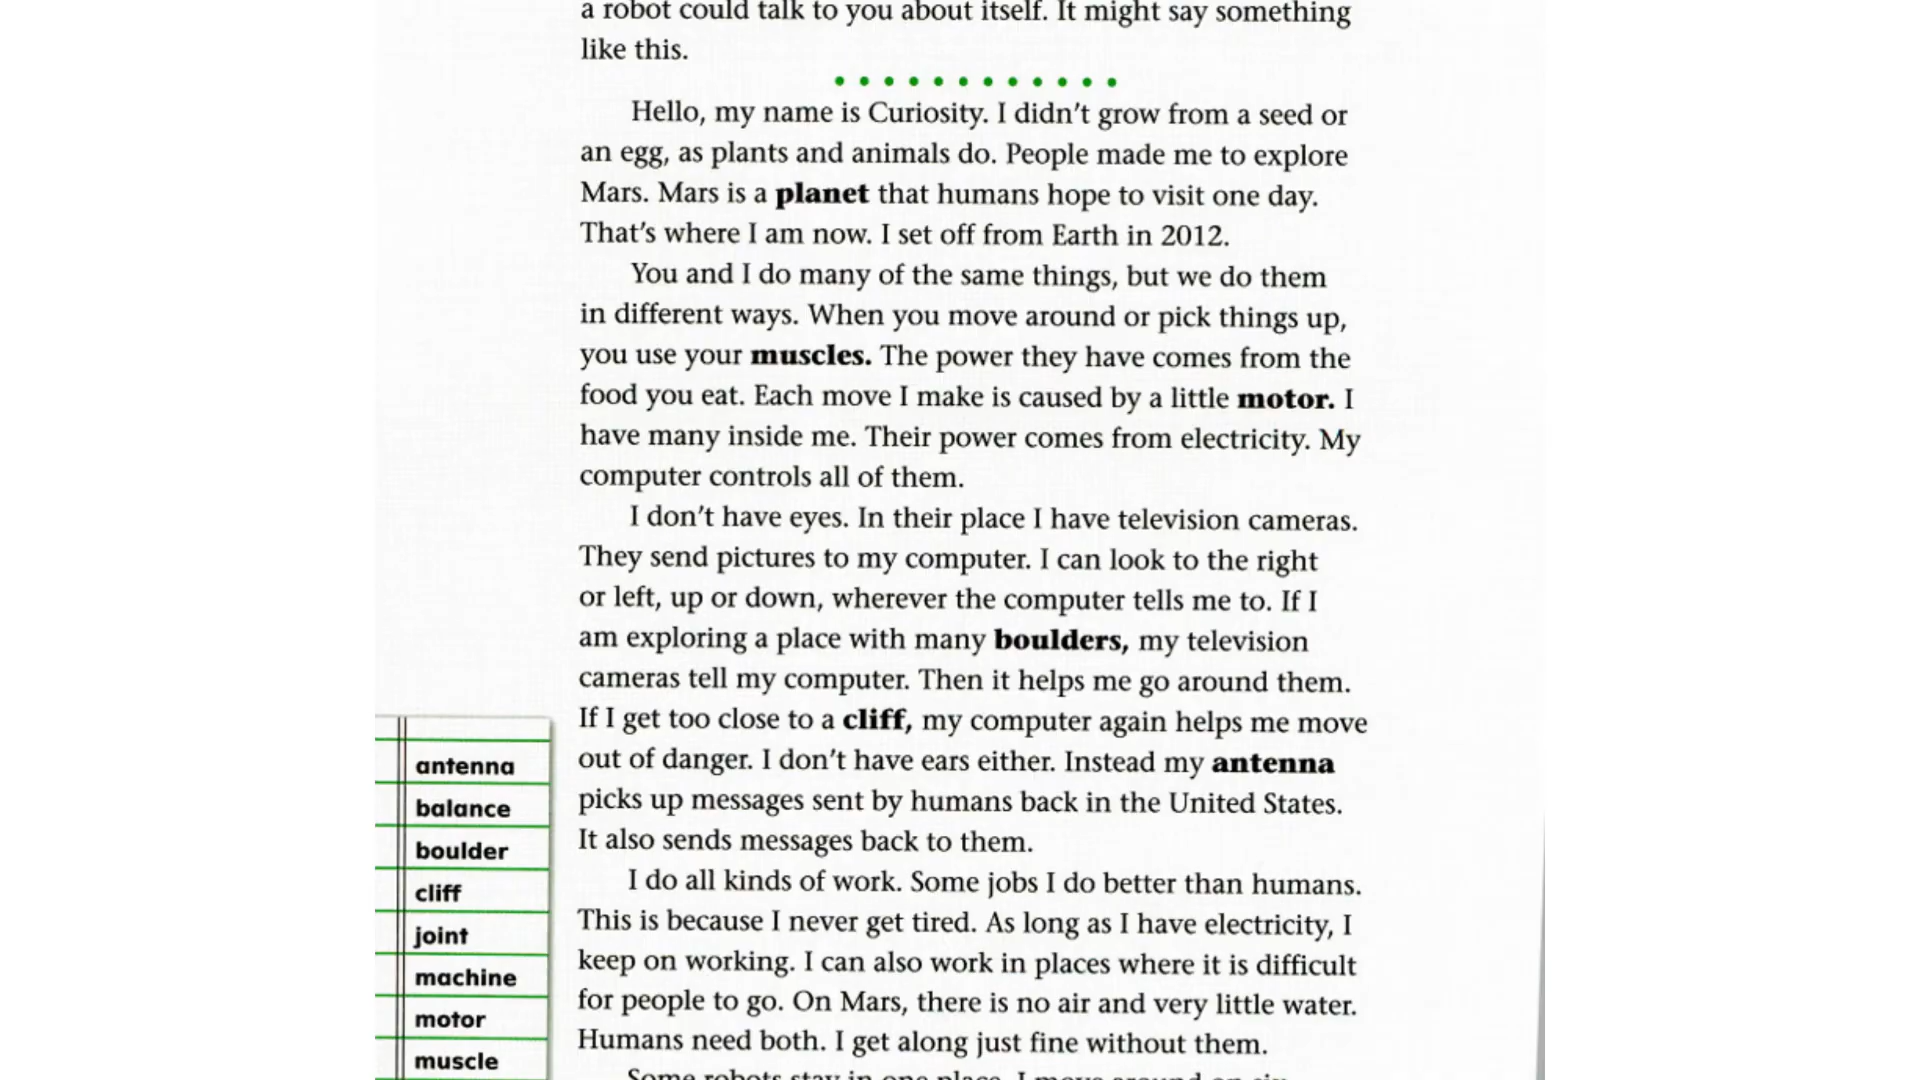 a robot could talk to you about itself. It might say something
like this.
Hello, my name is Curiosity. I didn't grow from a seed or
an egg, as plants and animals do. People made me to explore
Mars. Mars is a planet that humans hope to visit one day.
That's where I am now. I set off from Earth in 2012.
You and I do many of the same things, but we do them
in different ways. When you move around or pick things up,
you use your muscles. The power they have comes from the
food you eat. Each move I make is caused by a little motor. I
have many inside me. Their power comes from electricity. My
computer controls all of them.
I don't have eyes. In their place I have television cameras.
They send pictures to my computer. I can look to the right
or left, up or down, wherever the computer tells me to. If I
am exploring a place with many boulders, my television
cameras tell my computer. Then it helps me go around them.
If I get too close to a cliff, my computer again helps me move
out of danger. I don't have ears either. Instead my antenna
picks up messages sent by humans back in the United States.
It also sends messages back to them.
I do all kinds of work. Some jobs I do better than humans.
This is because I never get tired. As long as I have electricity, I
keep on working. I can also work in places where it is difficult
for people to go. On Mars, there is no air and very little water.
Humans need both. I get along just fine without them.
Some robots stay in one place. I move around on six
antenna
balance
boulder
cliff
joint
machine
motor
muscle